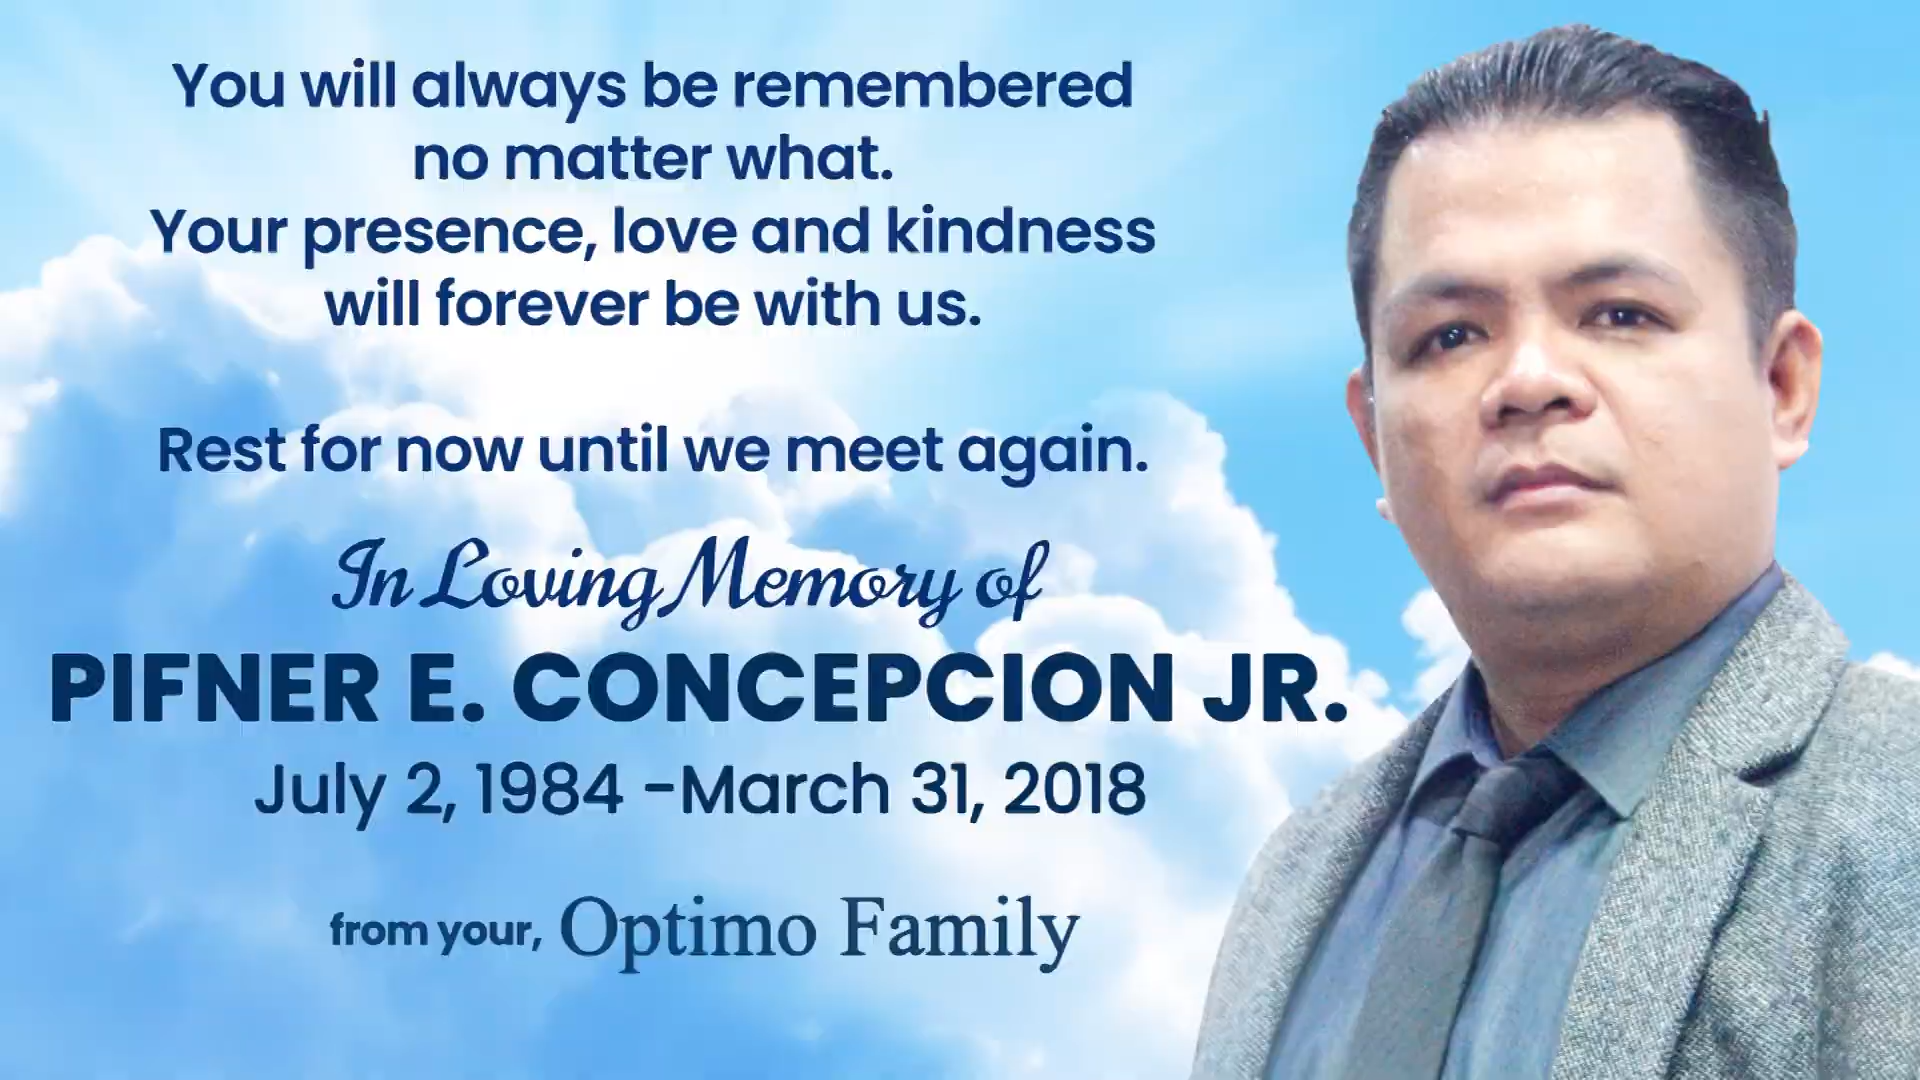 You will always be remembered
no matter what.
Your presence, love and kindness
will forever be with us.
Rest for now until we meet again.
In Loving Memory of
PIFNER E. CONCEPCION JR.
July 2, 1984 -March 31, 2018
from your, Optimo Family